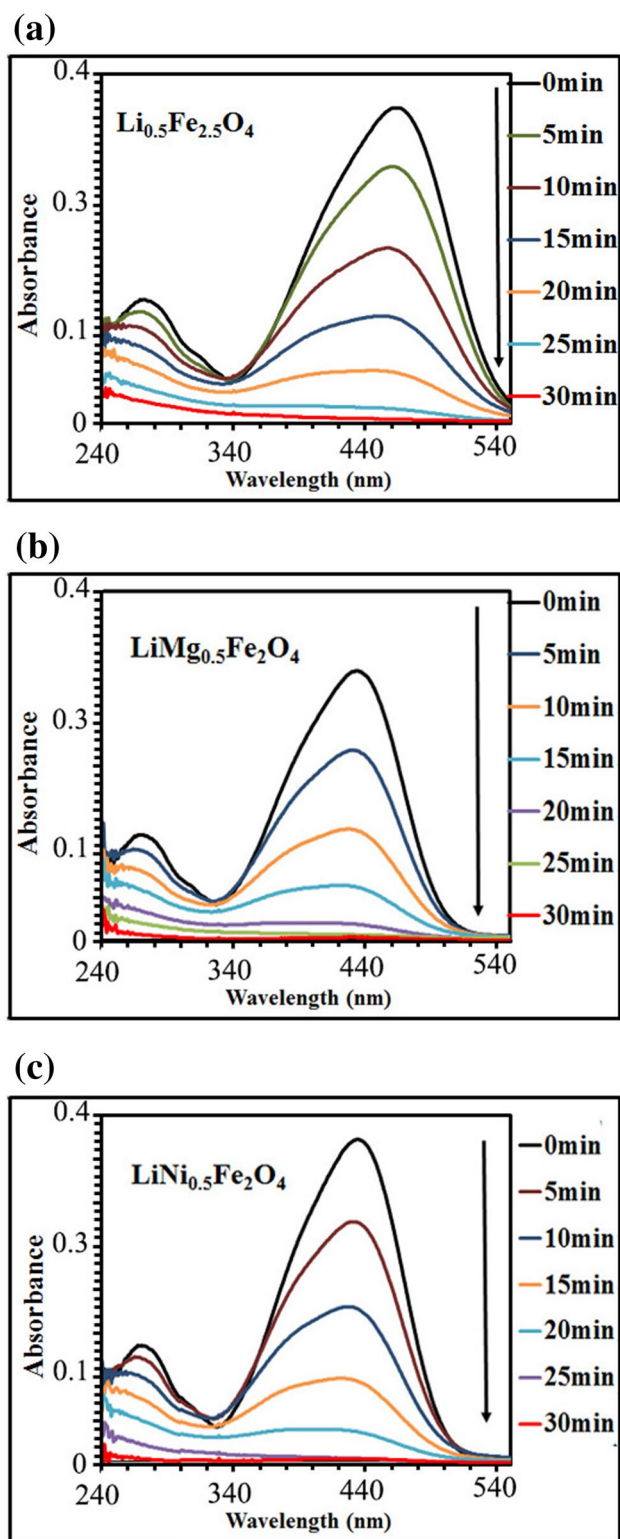 (a)
Li0.5Fe2.5O4
0.4
0.3
0.1
0
Absorbance
240 340 440 540
Wavelength (nm)
0min
5min
10min
15min
20min
25min
30min
(b)
LiMg0.5Fe2O4
0.4
0.3
0.1
0
Absorbance
240 340 440 540
Wavelength (nm)
0min
5min
10min
15min
20min
25min
30min
(c)
LiNi0.5Fe2O4
0.4
0.3
0.1
0
Absorbance
240 340 440 540
Wavelength (nm)
0min
5min
10min
15min
20min
25min
30min